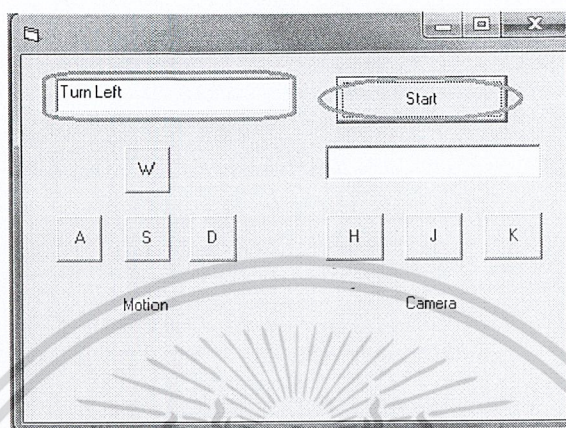 Turn Left
Start
W
A S D
H J K
Motion
Camera